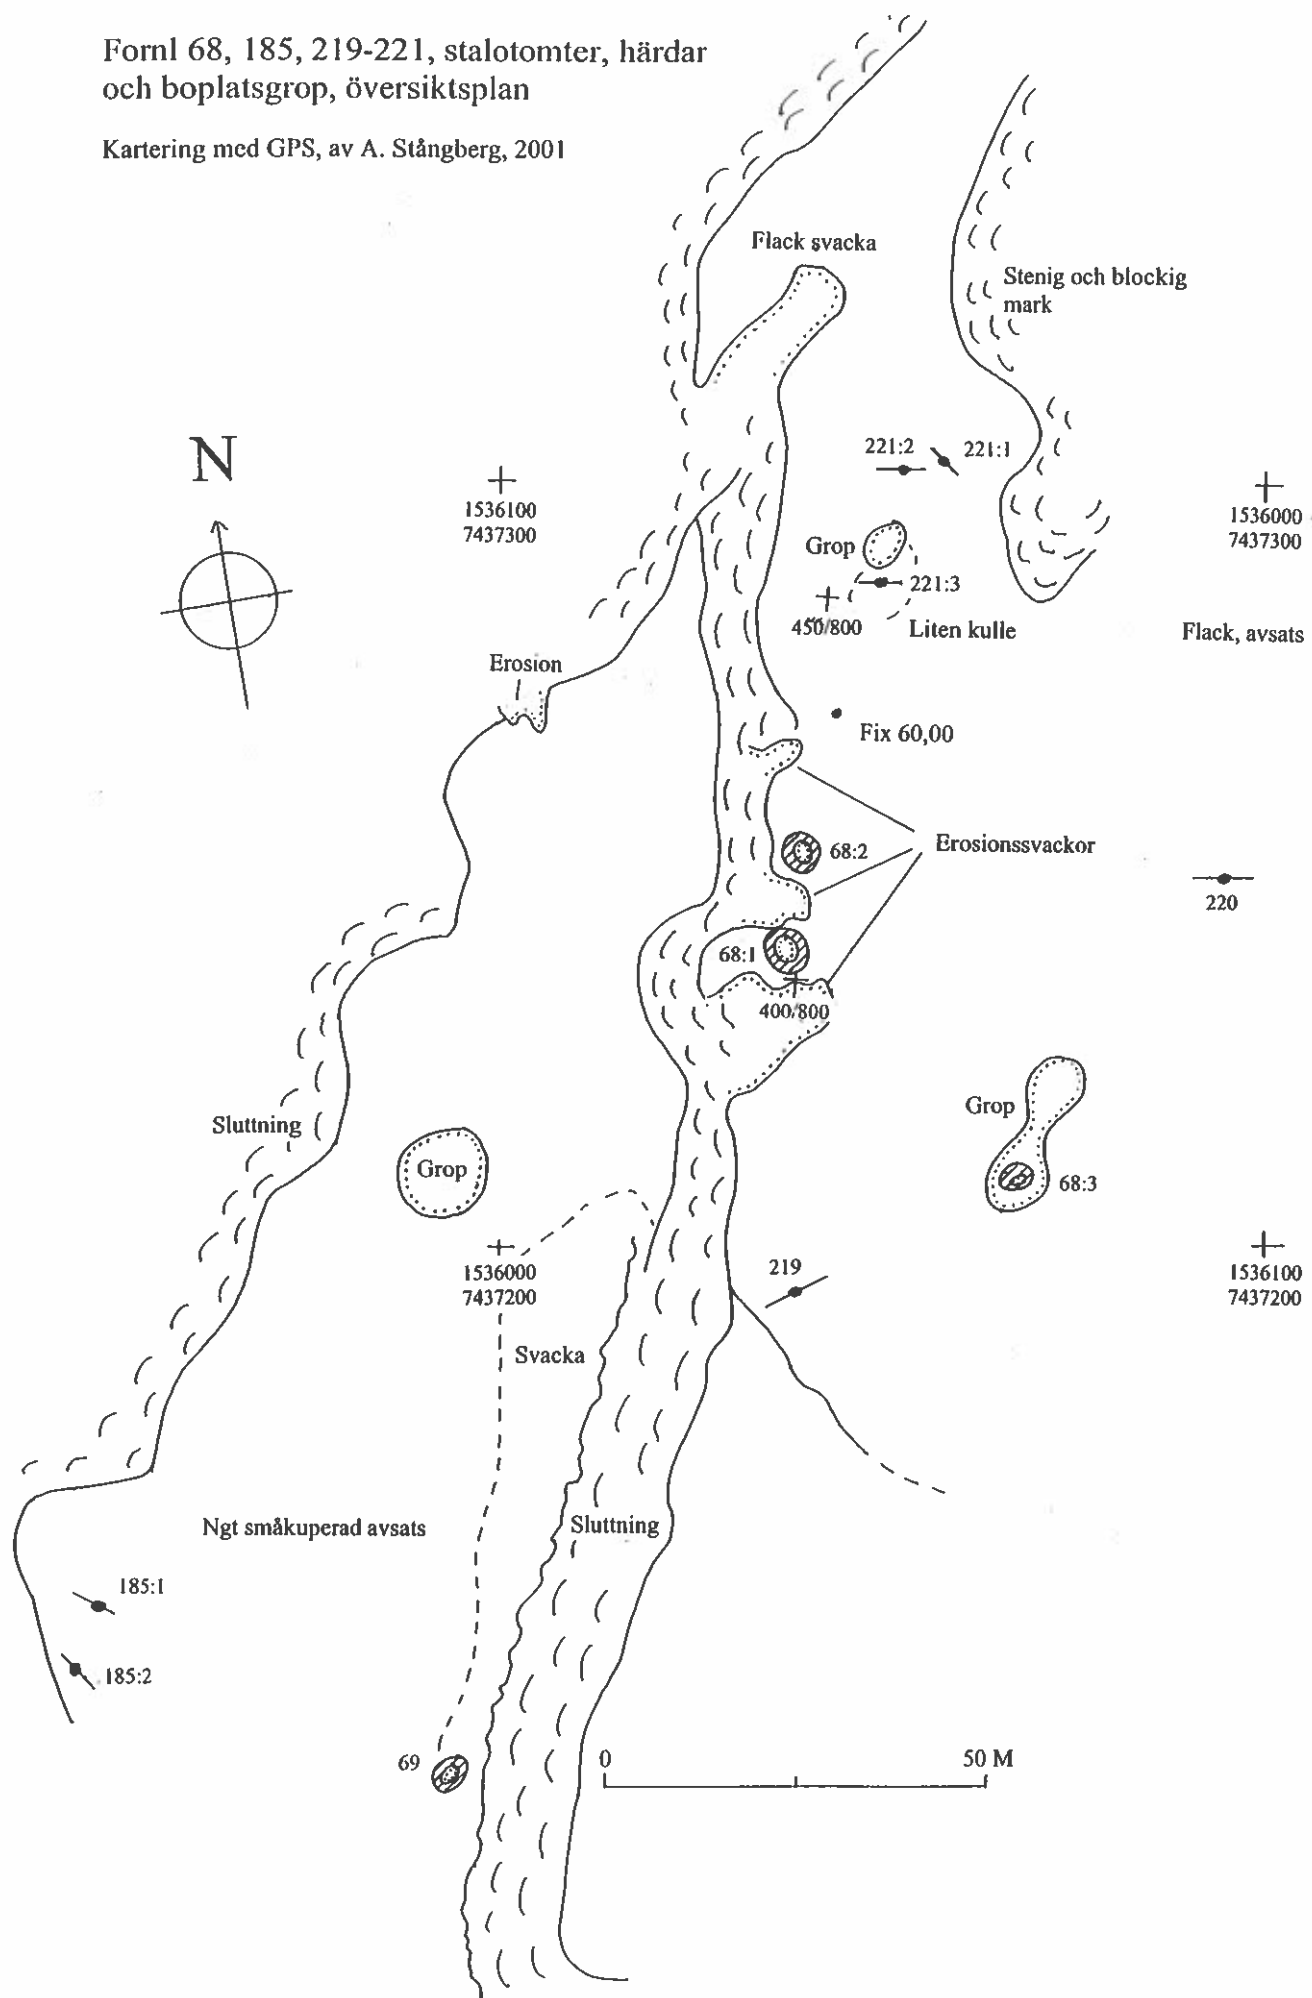 Fornl 68, 185, 219-221, stalotomter, härdar
och boplatsgrop, översiktsplan
Kartering med GPS, av A. Stångberg, 2001
Flack svacka
Stenig och blockig
mark
N
221:2
221:1
1536100
7437300
1536000
7437300
Grop
221:3
450/800
Liten kulle
Flack, avsats
Erosion
Fix 60,00
68:2
Erosionssvackor
220
68:1
400/800
Sluttning
Grop
Grop
68:3
1536000
7437200
219
1536100
7437200
Svacka
Ngt småkuperad avsats
Sluttning
185:1
185:2
69
0
50 M